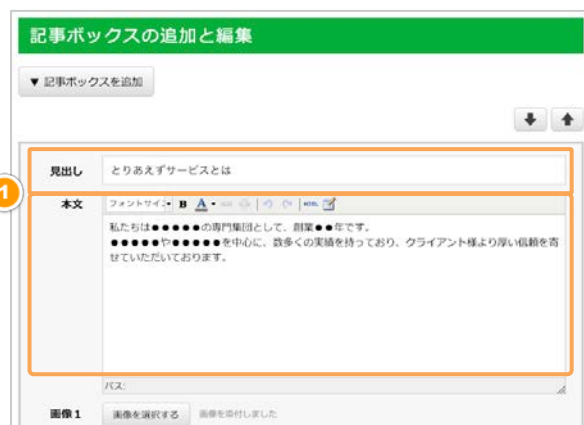 記事ボックスの追加と編集
▼ 記事ボックスを追加
見出し とりあえずサービスとは
1
本文 フォントサイズ B A HTML
私たちは●●●●●の専門集団として、創業●●年です。
●●●●●や●●●●●を中心に、数多くの実績を持っており、クライアント様より厚い信頼を寄
せていただいております。
パス:
画像1 画像を選択する 画像を添付しました